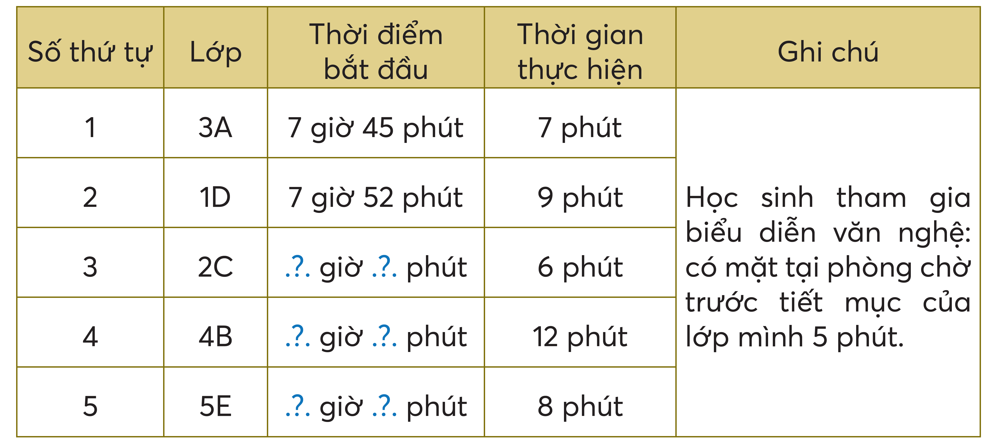 Số thứ tự
Lớp
Thời điểm
bắt đầu
Thời gian
thực hiện
Ghi chú
1
3A
7 giờ 45 phút
7 phút
2
1D
7 giờ 52 phút
9 phút
3
2C
.?. giờ .?. phút
6 phút
4
4B
.?. giờ .?. phút
12 phút
5
5E
.?. giờ .?. phút
8 phút
Học sinh tham gia
biểu diễn văn nghệ:
có mặt tại phòng chờ
trước tiết mục của
lớp mình 5 phút.